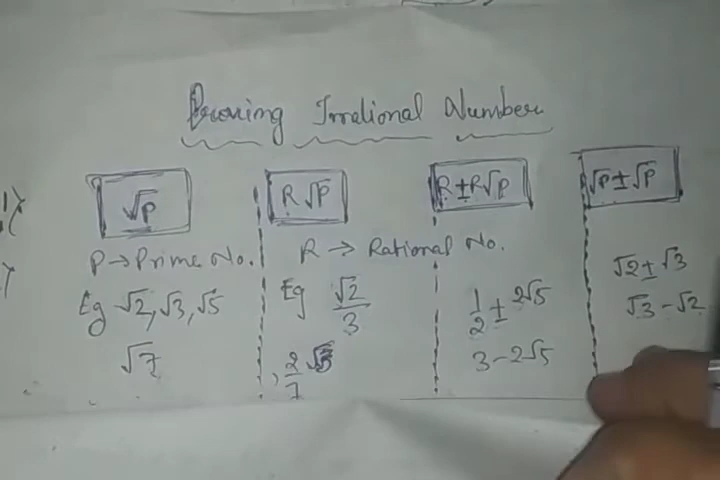 Proving Irrational Number
√P
R √P
R ± R√P
√P ± √P
P → Prime No.
R → Rational No.
Eg √2, √3, √5
√7
Eg √2/3
, 2/7
1/2 ± 2√5
3 - 2√5
√2 ± √3
√3 - √2